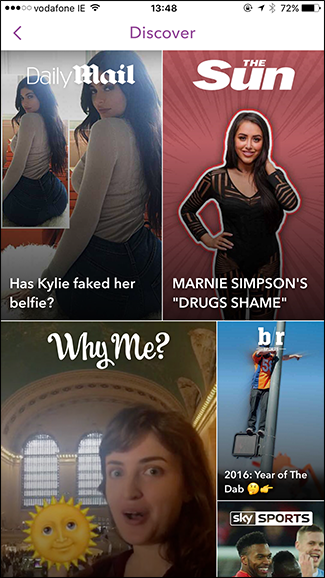 vodafone IE 13:48 72%
Discover
Daily Mail
THE
Sun
Has Kylie faked her
belfie?
MARNIE SIMPSON'S
"DRUGS SHAME"
Why Me?
br
2016: Year of The
Dab 🤔👉
sky SPORTS